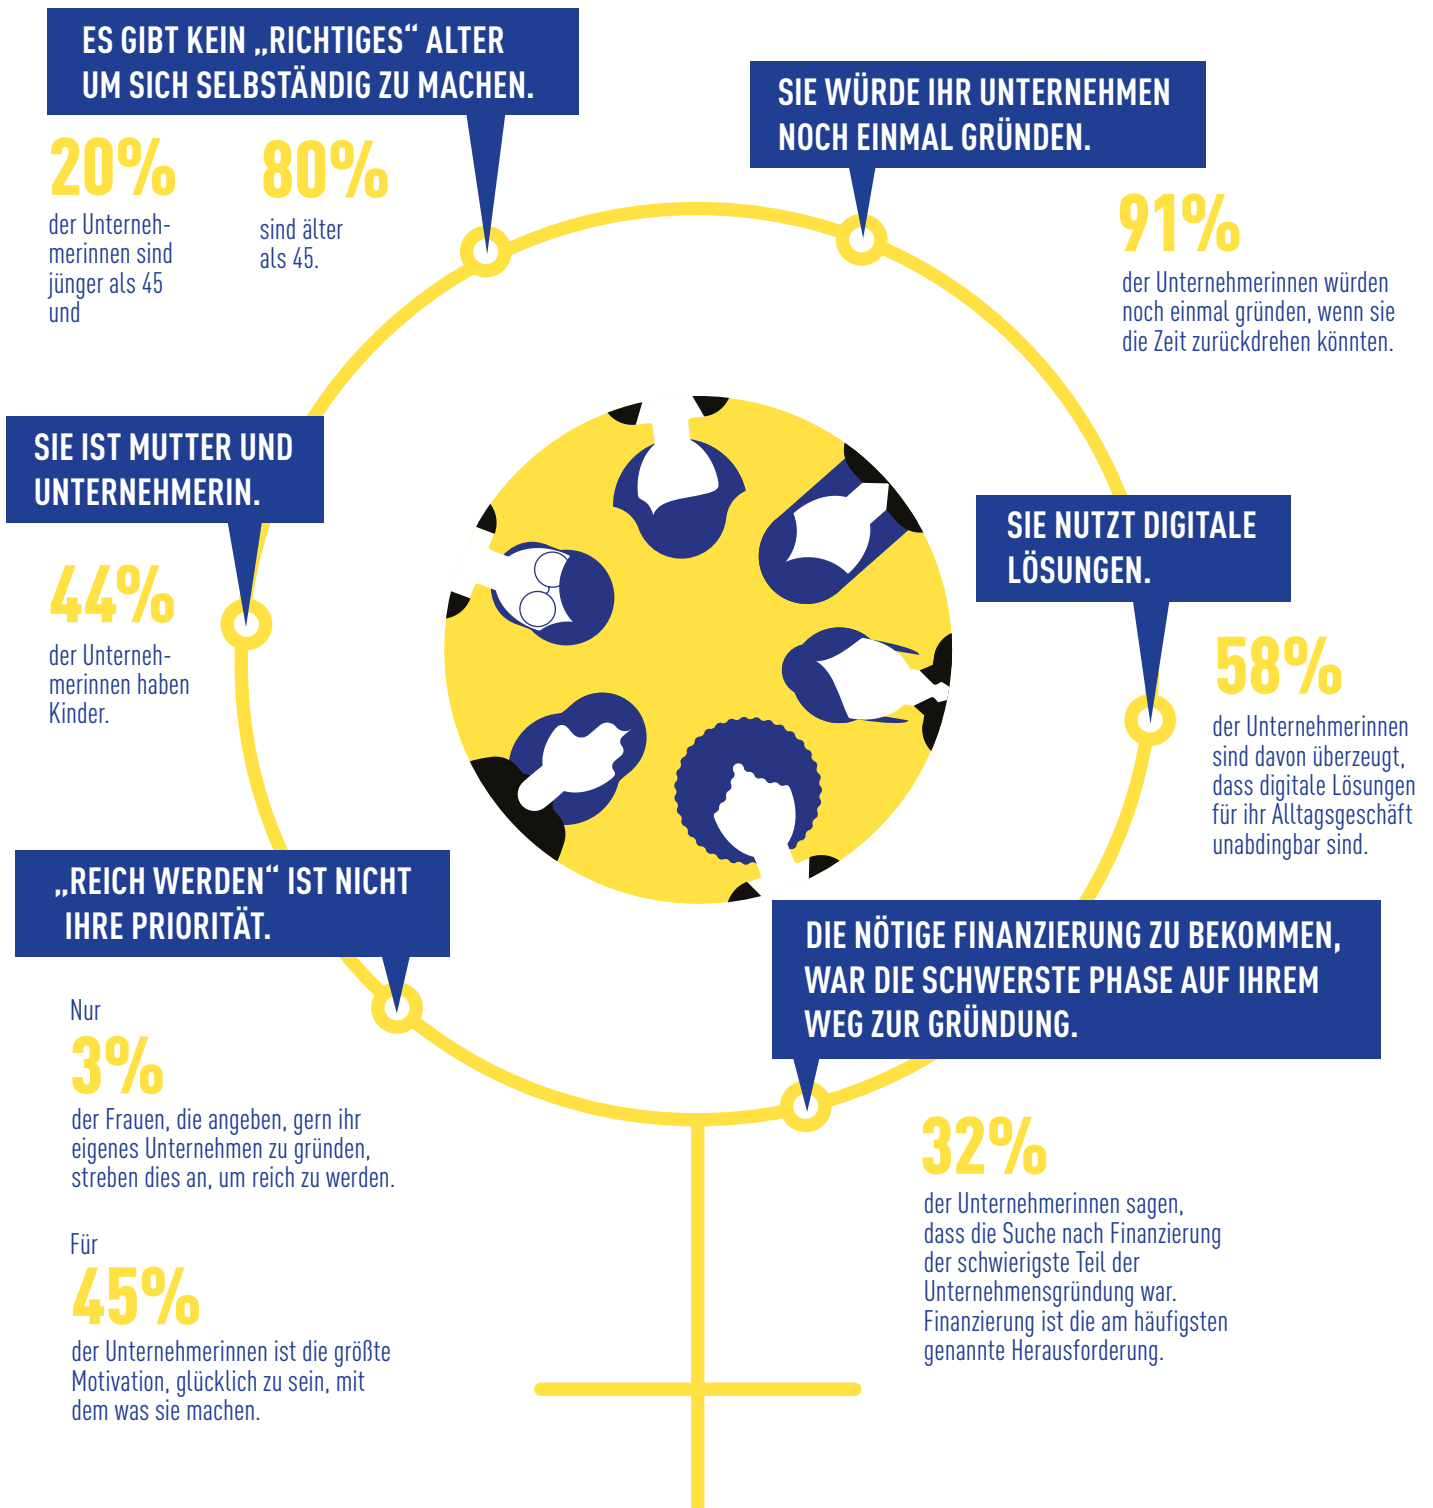 ES GIBT KEIN „RICHTIGES“ ALTER
UM SICH SELBSTÄNDIG ZU MACHEN.
20%
der Unterneh-
merinnen sind
jünger als 45
und
80%
sind älter
als 45.
SIE WÜRDE IHR UNTERNEHMEN
NOCH EINMAL GRÜNDEN.
91%
der Unternehmerinnen würden
noch einmal gründen, wenn sie
die Zeit zurückdrehen könnten.
SIE IST MUTTER UND
UNTERNEHMERIN.
44%
der Unterneh-
merinnen haben
Kinder.
SIE NUTZT DIGITALE
LÖSUNGEN.
58%
der Unternehmerinnen
sind davon überzeugt,
dass digitale Lösungen
für ihr Alltagsgeschäft
unabdingbar sind.
„REICH WERDEN“ IST NICHT
IHRE PRIORITÄT.
Nur
3%
der Frauen, die angeben, gern ihr
eigenes Unternehmen zu gründen,
streben dies an, um reich zu werden.
Für
45%
der Unternehmerinnen ist die größte
Motivation, glücklich zu sein, mit
dem was sie machen.
DIE NÖTIGE FINANZIERUNG ZU BEKOMMEN,
WAR DIE SCHWERSTE PHASE AUF IHREM
WEG ZUR GRÜNDUNG.
32%
der Unternehmerinnen sagen,
dass die Suche nach Finanzierung
der schwierigste Teil der
Unternehmensgründung war.
Finanzierung ist die am häufigsten
genannte Herausforderung.